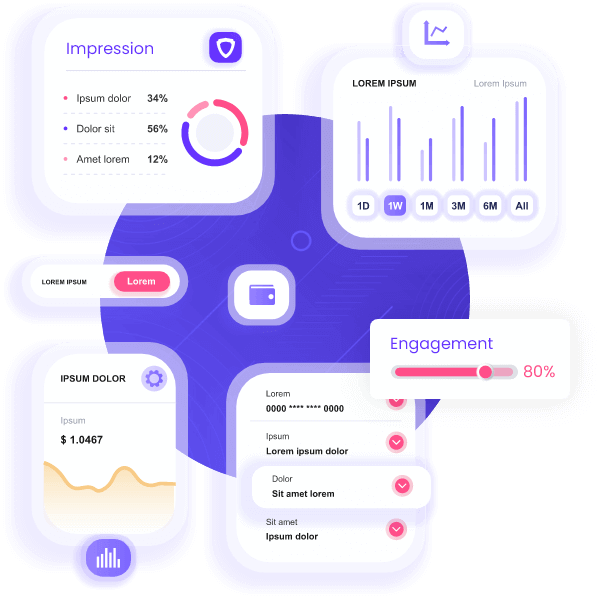 Impression
Ipsum dolor 34%
Dolor sit 56%
Amet lorem 12%
LOREM IPSUM Lorem Ipsum
1D 1W 1M 3M 6M All
LOREM IPSUM Lorem
Engagement
80%
IPSUM DOLOR
Ipsum
$ 1.0467
Lorem
0000 **** **** 0000
Ipsum
Lorem ipsum dolor
Dolor
Sit amet lorem
Sit amet
Ipsum dolor